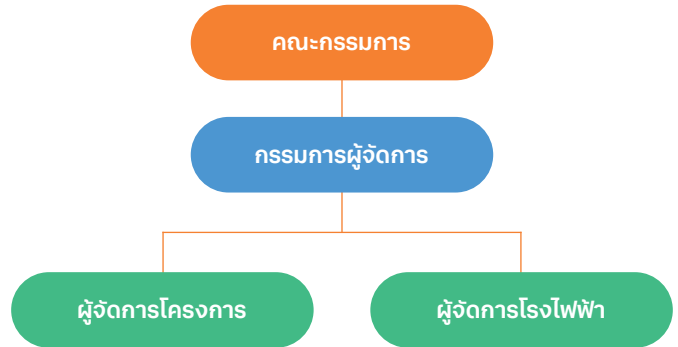 คณะกรรมการ
กรรมการผู้จัดการ
ผู้จัดการโครงการ
ผู้จัดการโรงไฟฟ้า